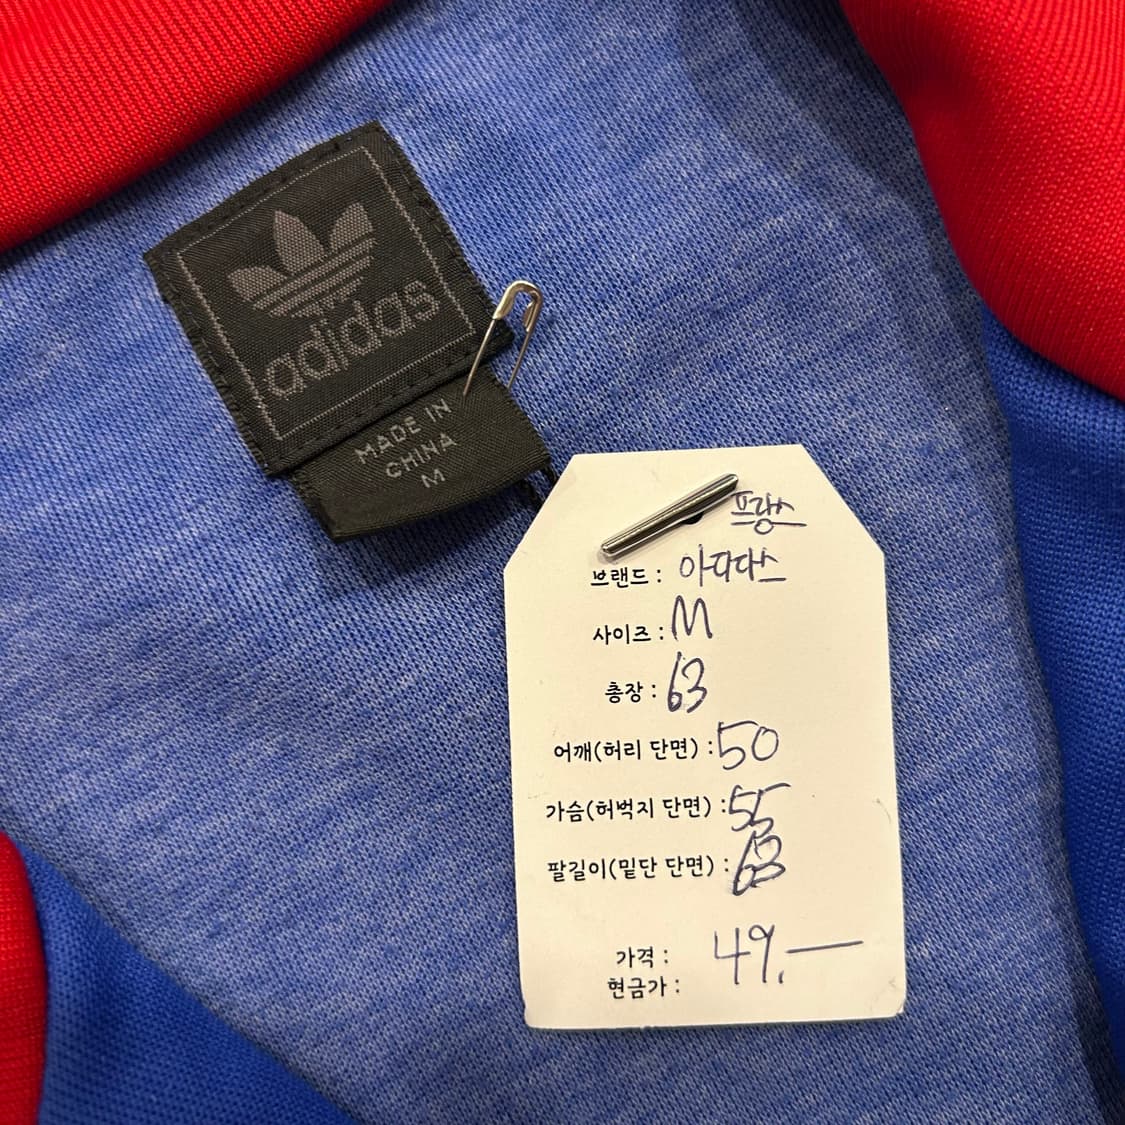 adidas
MADE IN
CHINA
M
프랑스
브랜드 : 아디다스
사이즈 : M
총장 : 63
어깨(허리 단면) : 50
가슴(허벅지 단면) : 55
팔길이(밑단 단면) : 63
가격 : 49.—
현금가 :